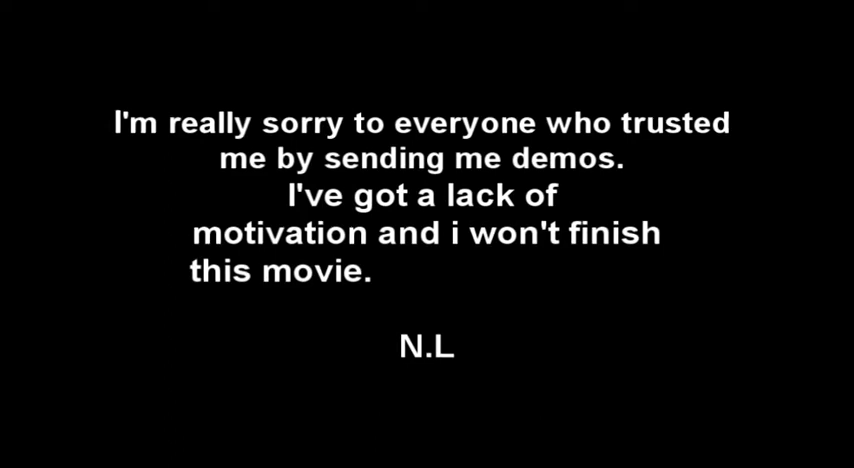 I'm really sorry to everyone who trusted
me by sending me demos.
I've got a lack of
motivation and i won't finish
this movie.
N.L